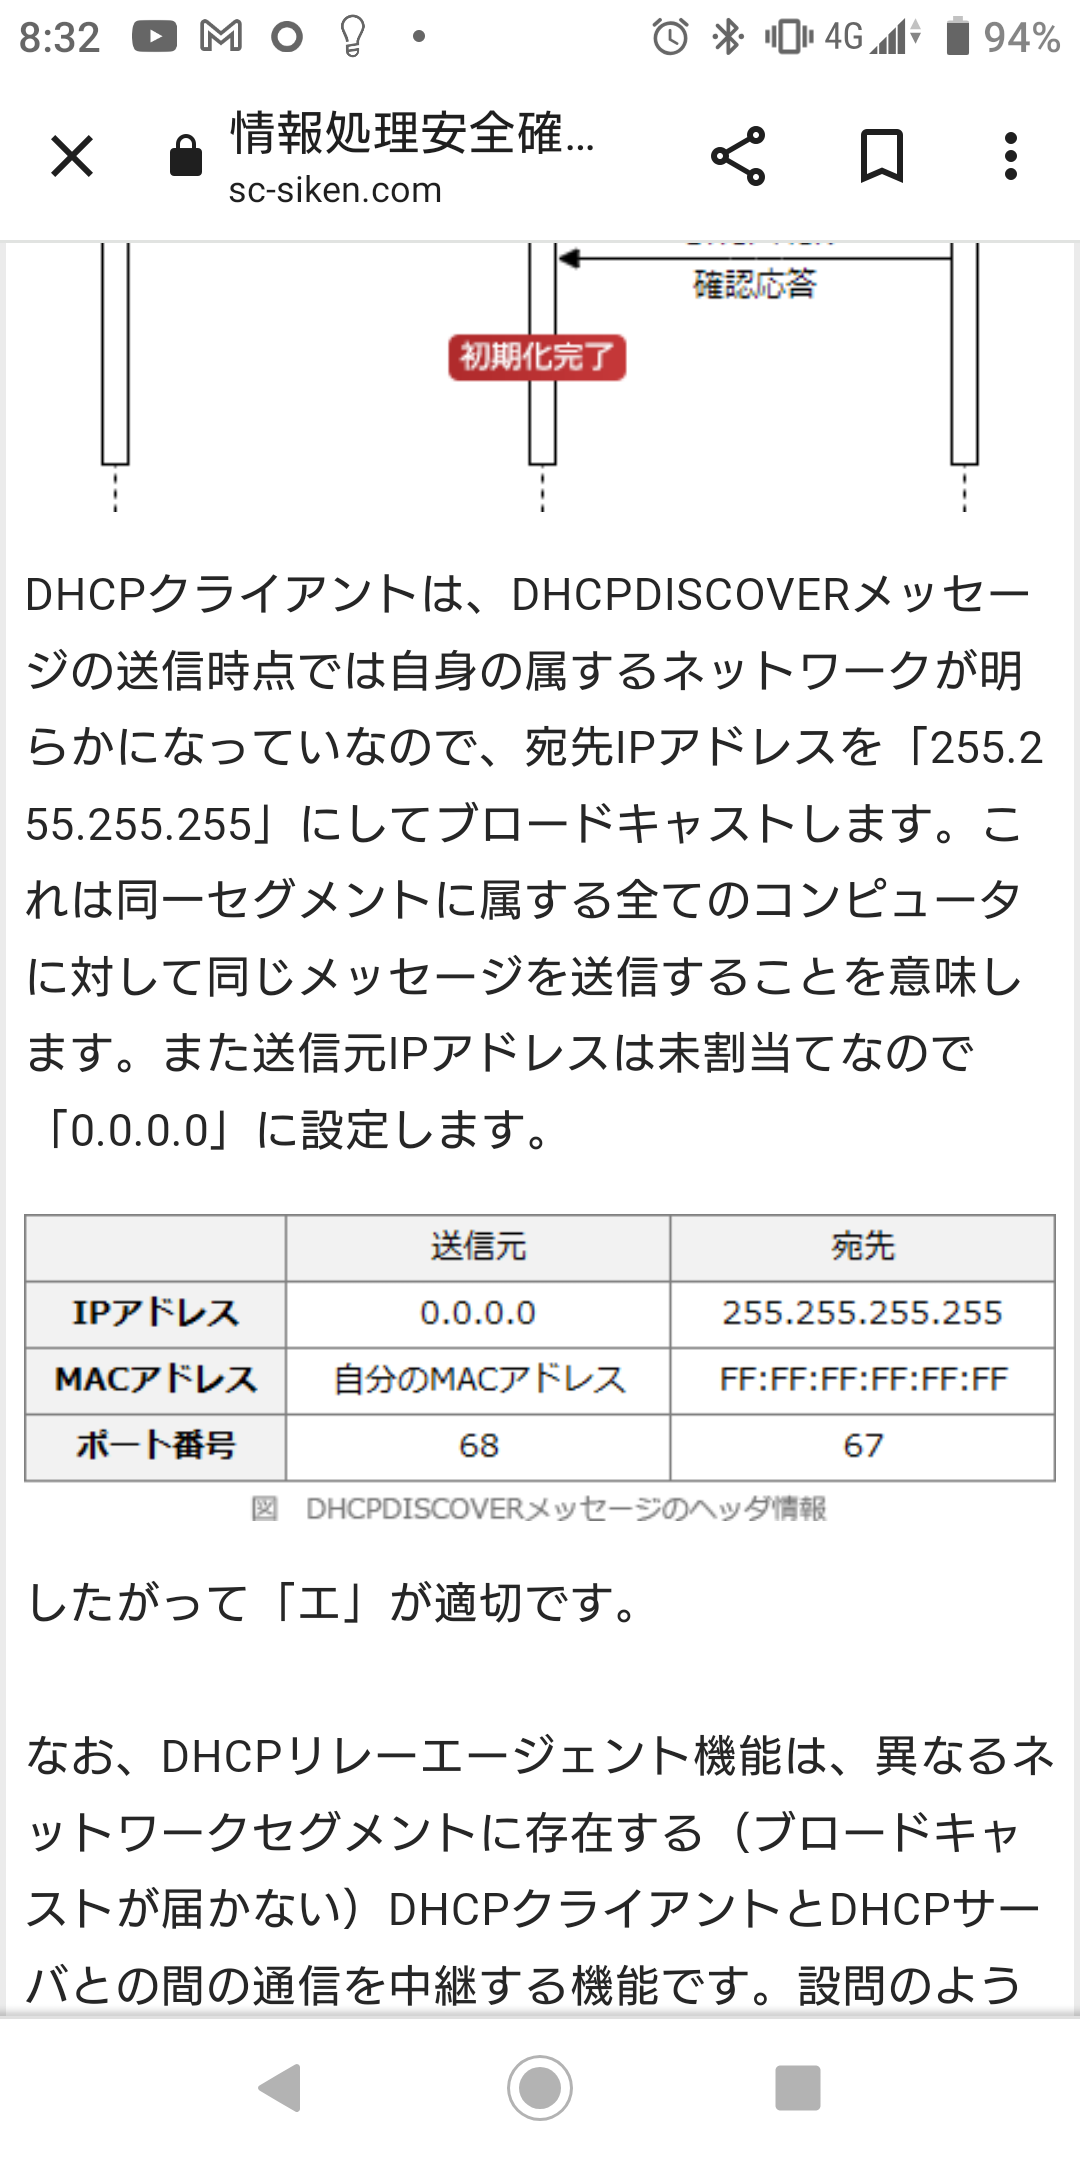 8:32
4G
94%
情報処理安全確...
sc-siken.com
確認応答
初期化完了
DHCPクライアントは、DHCPDISCOVERメッセー
ジの送信時点では自身の属するネットワークが明
らかになっていなので、宛先IPアドレスを「255.2
55.255.255」にしてブロードキャストします。こ
れは同一セグメントに属する全てのコンピュータ
に対して同じメッセージを送信することを意味し
ます。また送信元IPアドレスは未割当てなので
「0.0.0.0」に設定します。
送信元 宛先
IPアドレス 0.0.0.0 255.255.255.255
MACアドレス 自分のMACアドレス FF:FF:FF:FF:FF:FF
ポート番号 68 67
図 DHCPDISCOVERメッセージのヘッダ情報
したがって「エ」が適切です。
なお、DHCPリレーエージェント機能は、異なるネ
ットワークセグメントに存在する（ブロードキャ
ストが届かない）DHCPクライアントとDHCPサー
バとの間の通信を中継する機能です。設問のよう